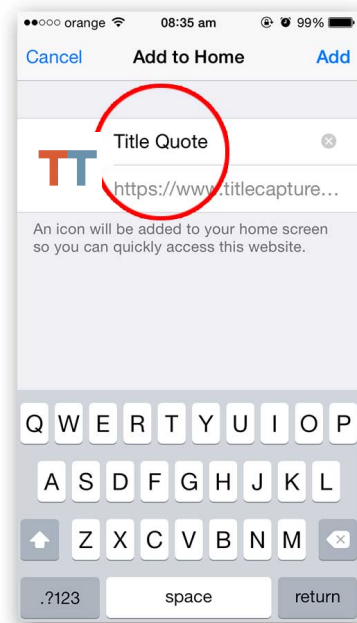 orange 08:35 am 99%
Cancel Add to Home Add
TT Title Quote
https://www.titlecapture...
An icon will be added to your home screen
so you can quickly access this website.
Q W E R T Y U I O P
A S D F G H J K L
Z X C V B N M
.?123 space return